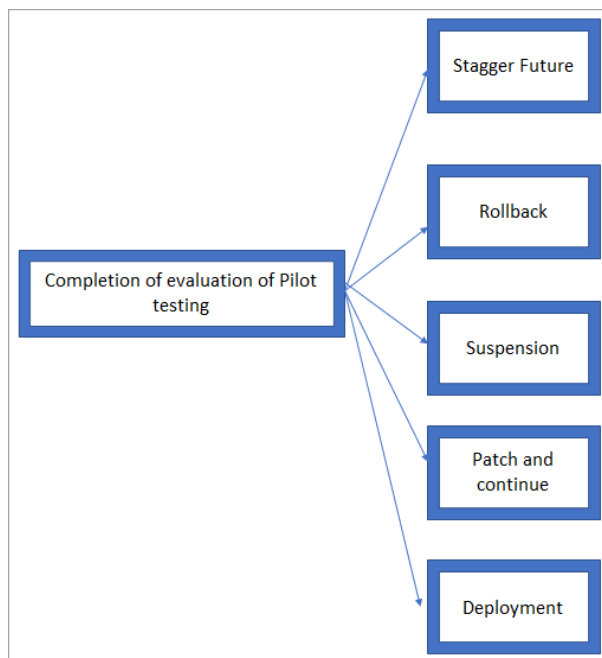 Stagger Future
Rollback
Completion of evaluation of Pilot
testing
Suspension
Patch and
continue
Deployment